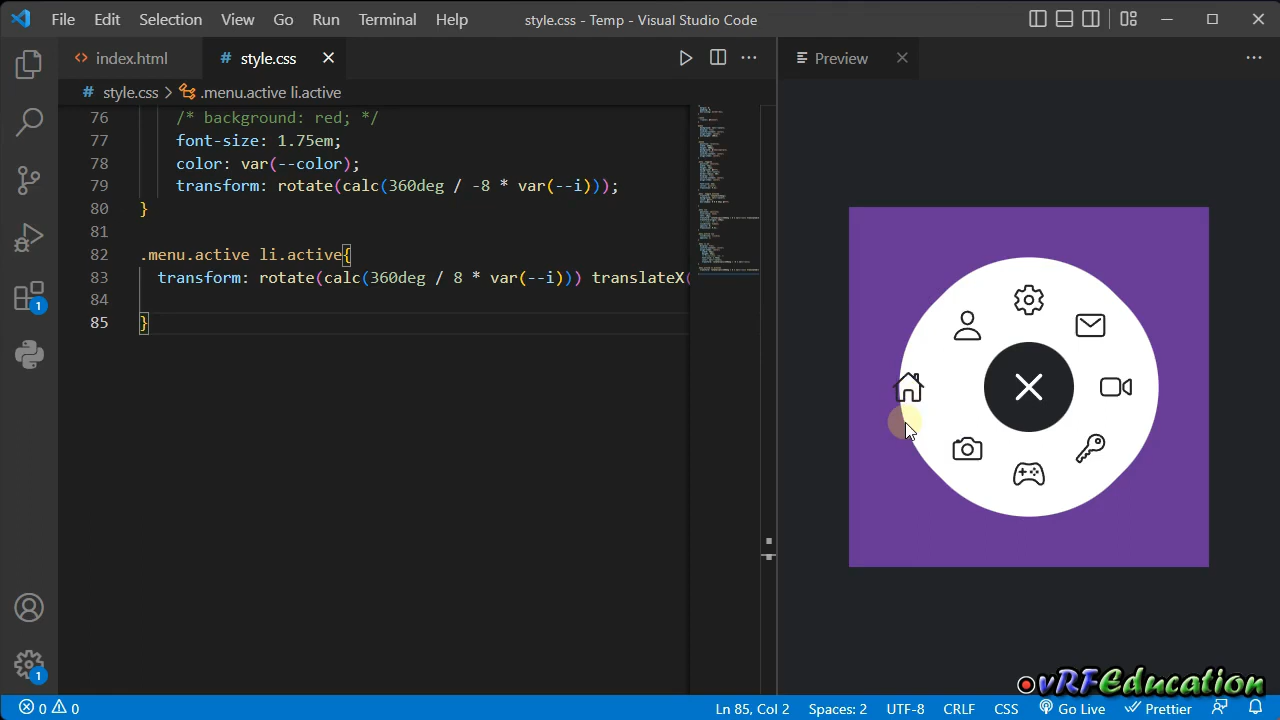 File Edit Selection View Go Run Terminal Help style.css - Temp - Visual Studio Code
<> index.html # style.css Preview
# style.css > .menu.active li.active
76 /* background: red; */
77 font-size: 1.75em;
78 color: var(--color);
79 transform: rotate(calc(360deg / -8 * var(--i)));
80 }
81
82 .menu.active li.active{
83 transform: rotate(calc(360deg / 8 * var(--i))) translateX(
84
85 }
1
1
vRFEducation
0 0 Ln 85, Col 2 Spaces: 2 UTF-8 CRLF CSS Go Live Prettier